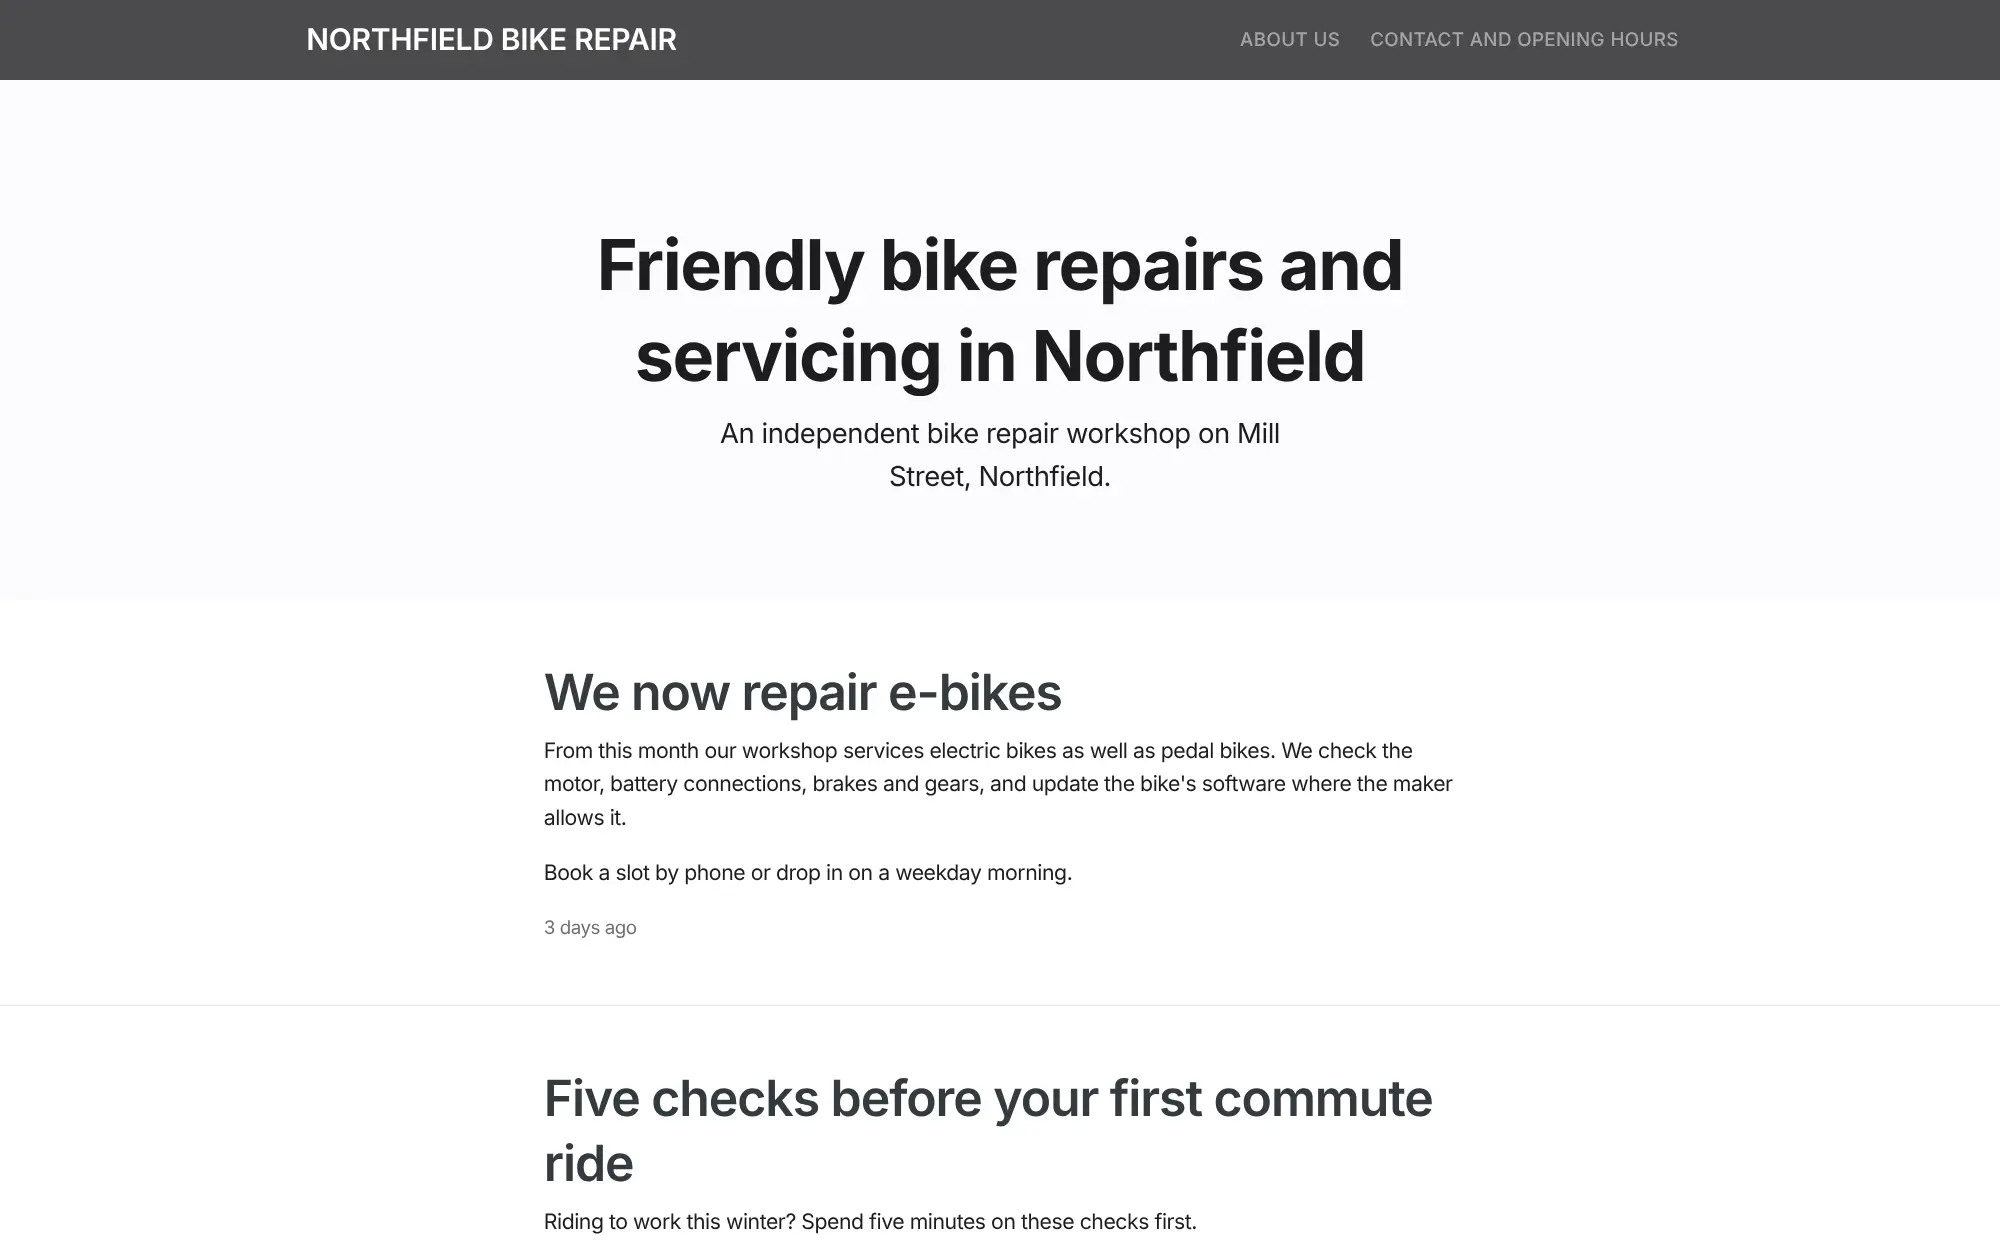 NORTHFIELD BIKE REPAIR
ABOUT US
CONTACT AND OPENING HOURS
Friendly bike repairs and
servicing in Northfield
An independent bike repair workshop on Mill
Street, Northfield.
We now repair e-bikes
From this month our workshop services electric bikes as well as pedal bikes. We check the
motor, battery connections, brakes and gears, and update the bike's software where the maker
allows it.
Book a slot by phone or drop in on a weekday morning.
3 days ago
Five checks before your first commute
ride
Riding to work this winter? Spend five minutes on these checks first.